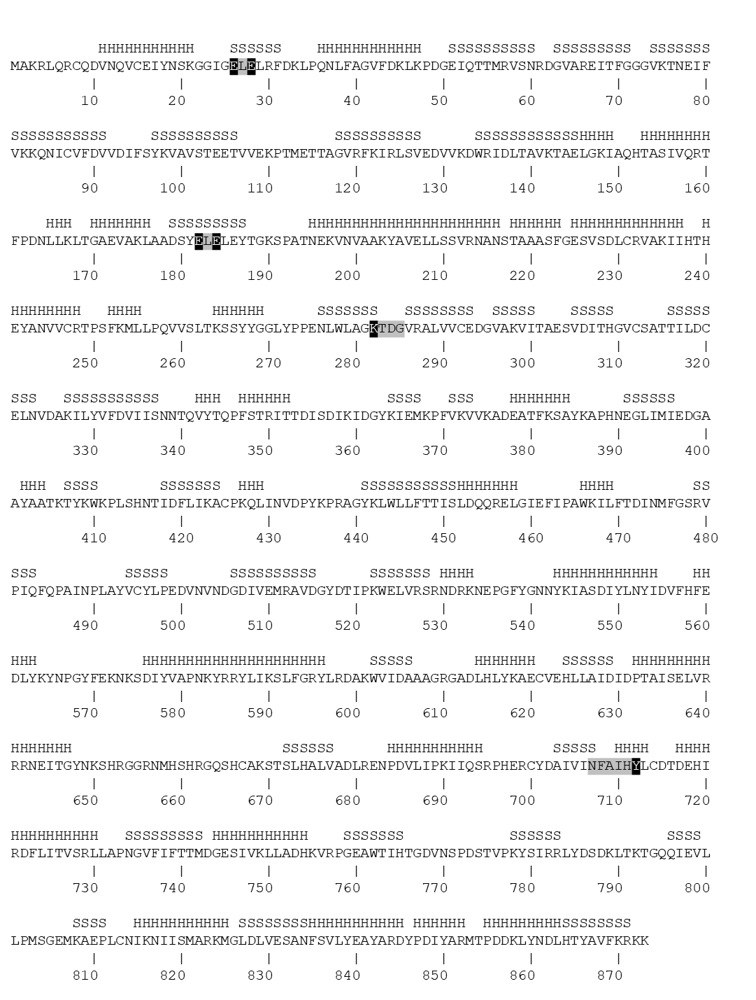 HHHHHHHHHHH SSSSSS HHHHHHHHHHHH SSSSSSSSSS SSSSSSSSS SSSSSSS
MAKRLQRCQDVNQVCEIYNSKGGIGELELRFDKLPQNLFAGVFDKLKPDGEIQTTMRVSNRDGVAREITFGGGVKTNEIF
| | | | | | | |
10 20 30 40 50 60 70 80
SSSSSSSSSSS SSSSSSSSSS SSSSSSSSSS SSSSSSSSSSSSHHHH HHHHHHHH
VKKQNICVFDVVDIFSYKVAVSTEETVVEKPTMETTAGVRFKIRLSVEDVVKDWRIDLTAVKTAELGKIAQHTASIVQRT
| | | | | | | |
90 100 110 120 130 140 150 160
HHH HHHHHHH SSSSSSSSS HHHHHHHHHHHHHHHHHHHHHH HHHHHH HHHHHHHHHHHHH H
FPDNLLKLTGAEVAKLAADSYELELEYTGKSPATNEKVNVAAKYAVELLSSVRNANSTAAASFGESVSDLCRVAKIIHTH
| | | | | | | |
170 180 190 200 210 220 230 240
HHHHHHHH HHHH HHHHHH SSSSSSS SSSSSSSS SSSSS SSSSS SSSSS
EYANVVCRTPSFKMLLPQVVSLTKSSYYGGLYPPENLWLAGKTDGVRALVVCEDGVAKVITAESVDITHGVCSATTILDC
| | | | | | | |
250 260 270 280 290 300 310 320
SSS SSSSSSSSSSS HHH HHHHHH SSSS SSS HHHHHHH SSSSSS
ELNVDAKILYVFDVIISNNTQVYTQPFSTRITTDISDIKIDGYKIEMKPFVKVVKADEATFKSAYKAPHNEGLIMIEDGA
| | | | | | | |
330 340 350 360 370 380 390 400
HHH SSSS SSSSSSS HHH SSSSSSSSSSSHHHHHHH HHHH SS
AYAATKTYKWKPLSHNTIDFLIKACPKQLINVDPYKPRAGYKLWLLFTTISLDQQRELGIEFIPAWKILFTDINMFGSRV
| | | | | | | |
410 420 430 440 450 460 470 480
SSS SSSSS SSSSSSSSSS SSSSSSS HHHH HHHHHHHHHHHH HH
PIQFQPAINPLAYVCYLPEDVNVNDGDIVEMRAVDGYDTIPKWELVRSRNDRKNEPGFYGNNYKIASDIYLNYIDVFHFE
| | | | | | | |
490 500 510 520 530 540 550 560
HHH HHHHHHHHHHHHHHHHHHHHH SSSSS HHHHHHH SSSSSS HHHHHHHHH
DLYKYNPGYFEKNKSDIYVAPNKYRRYLIKSLFGRYLRDAKWVIDAAAGRGADLHLYKAECVEHLLAIDIDPTAISELVR
| | | | | | | |
570 580 590 600 610 620 630 640
HHHHHHH SSSSSS HHHHHHHHHHH SSSSS HHHH HHHH
RRNEITGYNKSHRGGRNMHSHRGQSHCAKSTSLHALVADLRENPDVLIPKIIQSRPHERCYDAIVINFAIHYLCDTDEHI
| | | | | | | |
650 660 670 680 690 700 710 720
HHHHHHHHHH SSSSSSSSS HHHHHHHHHHH SSSSSSS SSSSSS SSSS
RDFLITVSRLLAPNGVFIFTTMDGESIVKLLADHKVRPGEAWTIHTGDVNSPDSTVPKYSIRRLYDSDKLTKTGQQIEVL
| | | | | | | |
730 740 750 760 770 780 790 800
SSSS HHHHHHHHHHH SSSSSSSSHHHHHHHHHHH HHHHHH HHHHHHHHHSSSSSSSS
LPMSGEMKAEPLCNIKNIISMARKMGLDLVESANFSVLYEAYARDYPDIYARMTPDDKLYNDLHTYAVFKRKK
| | | | | | |
810 820 830 840 850 860 870